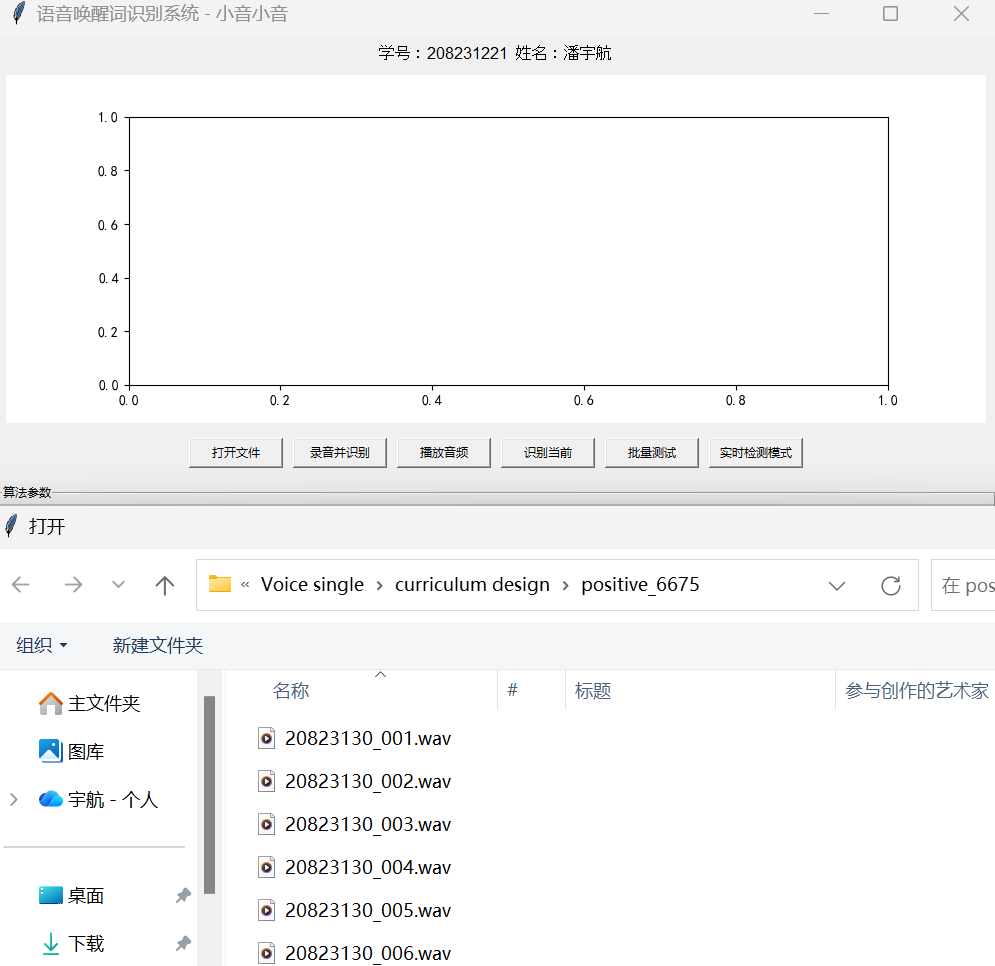 语音唤醒词识别系统 - 小音小音
学号：208231221 姓名：潘宇航
1.0
0.8
0.6
0.4
0.2
0.0
0.0 0.2 0.4 0.6 0.8 1.0
打开文件 录音并识别 播放音频 识别当前 批量测试 实时检测模式
算法参数
打开
« Voice single › curriculum design › positive_6675 在 pos
组织 新建文件夹
名称 # 标题 参与创作的艺术家
主文件夹
图库
宇航 - 个人
桌面
下载
20823130_001.wav
20823130_002.wav
20823130_003.wav
20823130_004.wav
20823130_005.wav
20823130_006.wav